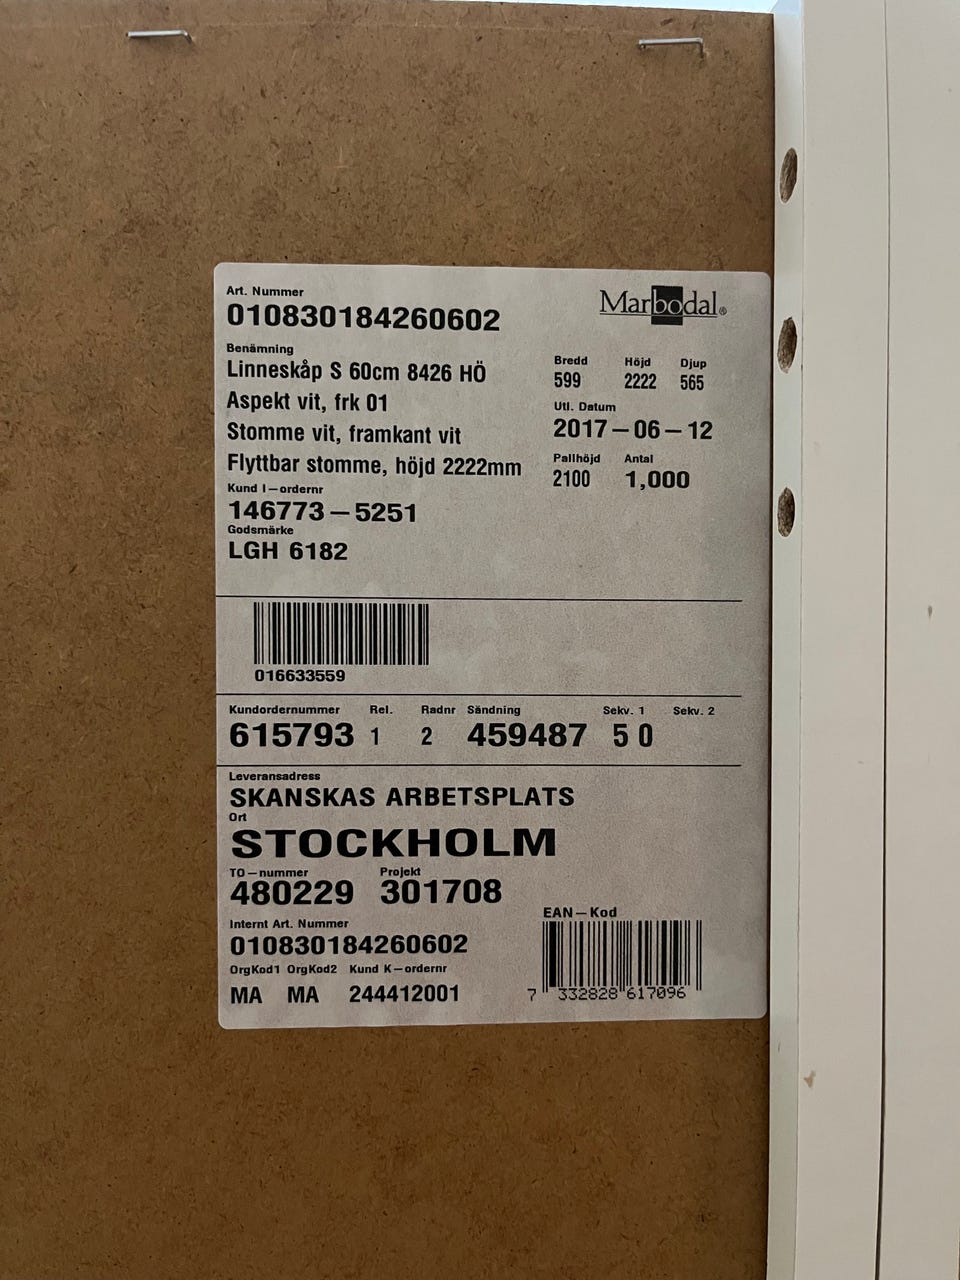 Art. Nummer
010830184260602
Marbodal®
Benämning
Linneskåp S 60cm 8426 HÖ
Aspekt vit, frk 01
Stomme vit, framkant vit
Flyttbar stomme, höjd 2222mm
Bredd Höjd Djup
599 2222 565
Utl. Datum
2017-06-12
Pallhöjd Antal
2100 1,000
Kund I-ordernr
146773-5251
Godsmärke
LGH 6182
016633559
Kundordernummer Rel. Radnr Sändning Sekv. 1 Sekv. 2
615793 1 2 459487 5 0
Leveransadress
SKANSKAS ARBETSPLATS
Ort
STOCKHOLM
TO-nummer Projekt
480229 301708
Internt Art. Nummer
010830184260602
OrgKod1 OrgKod2 Kund K-ordernr
MA MA 244412001
EAN-Kod
7 332828 617096